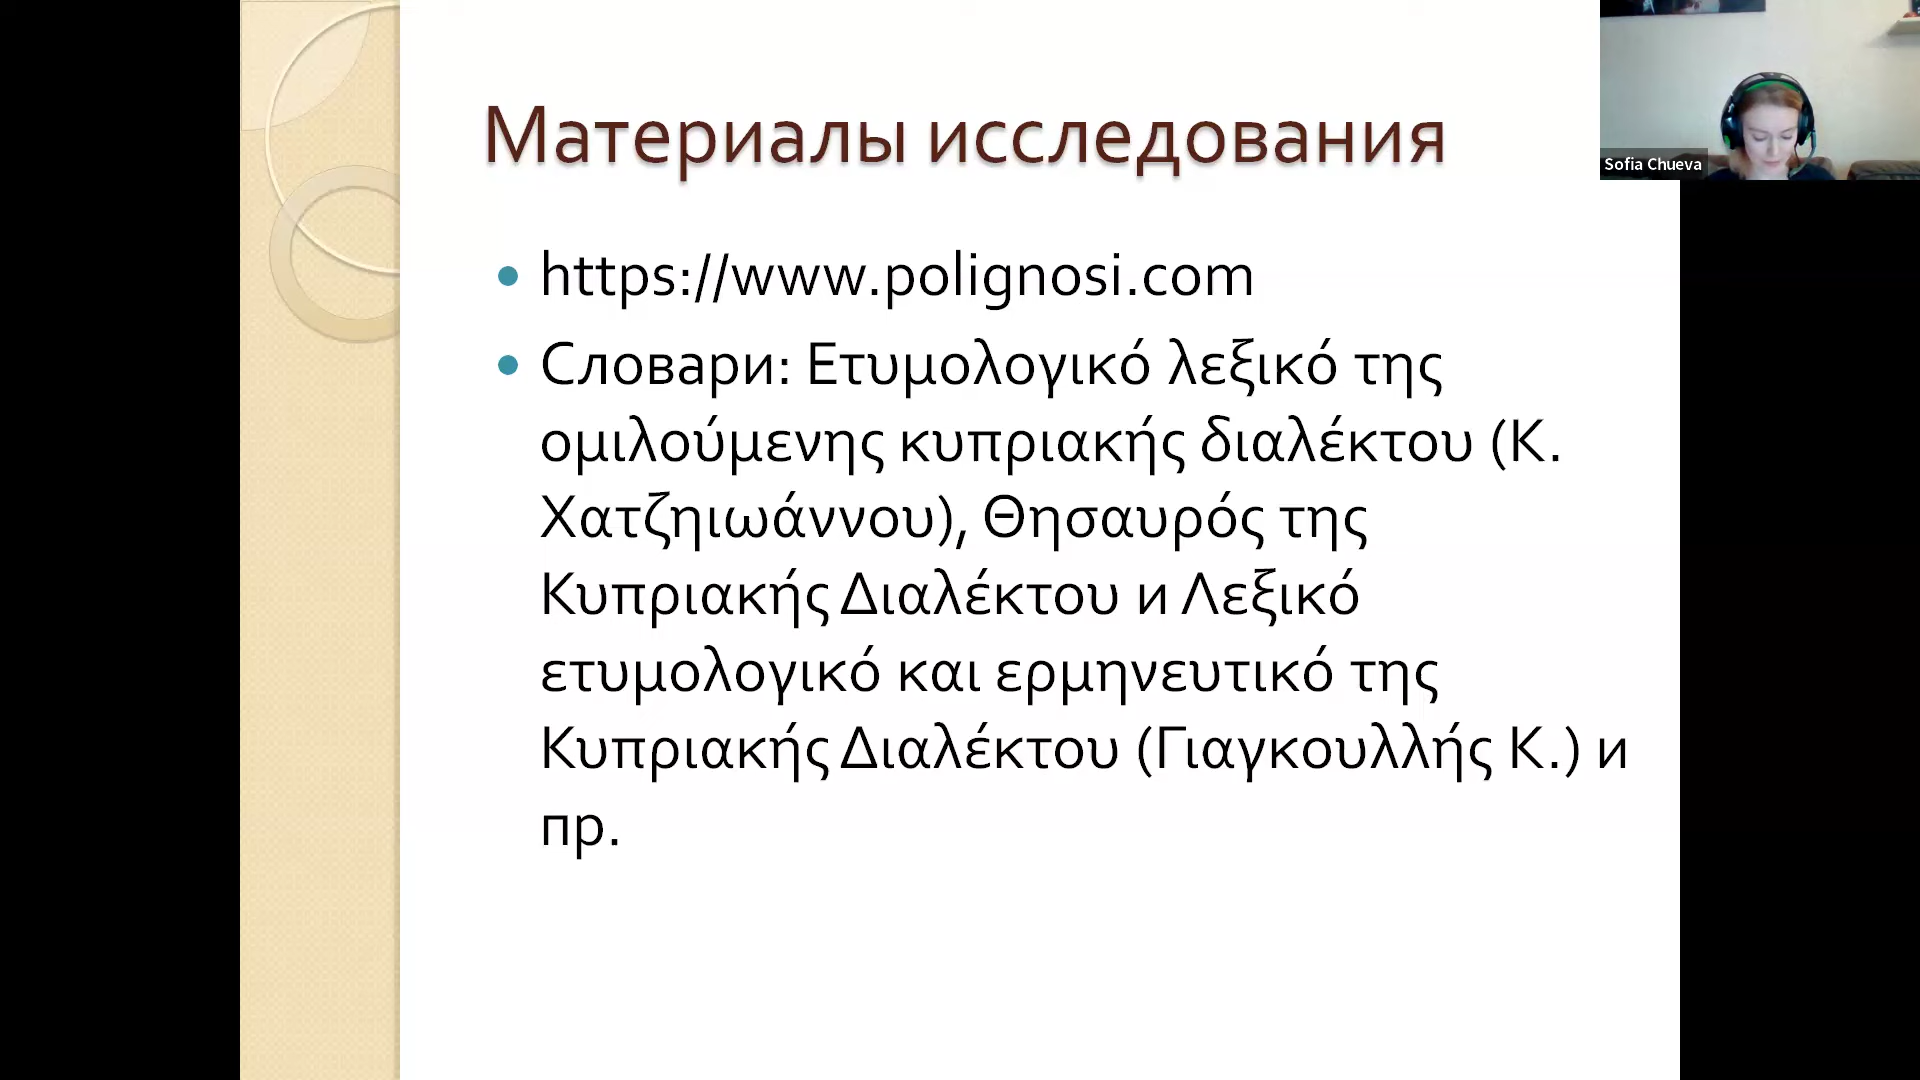 Материалы исследования
https://www.polignosi.com
Словари: Ετυμολογικό λεξικό της
ομιλούμενης κυπριακής διαλέκτου (Κ.
Χατζηιωάννου), Θησαυρός της
Κυπριακής Διαλέκτου и Λεξικό
ετυμολογικό και ερμηνευτικό της
Κυπριακής Διαλέκτου (Γιαγκουλλής Κ.) и
пр.
Sofia Chueva